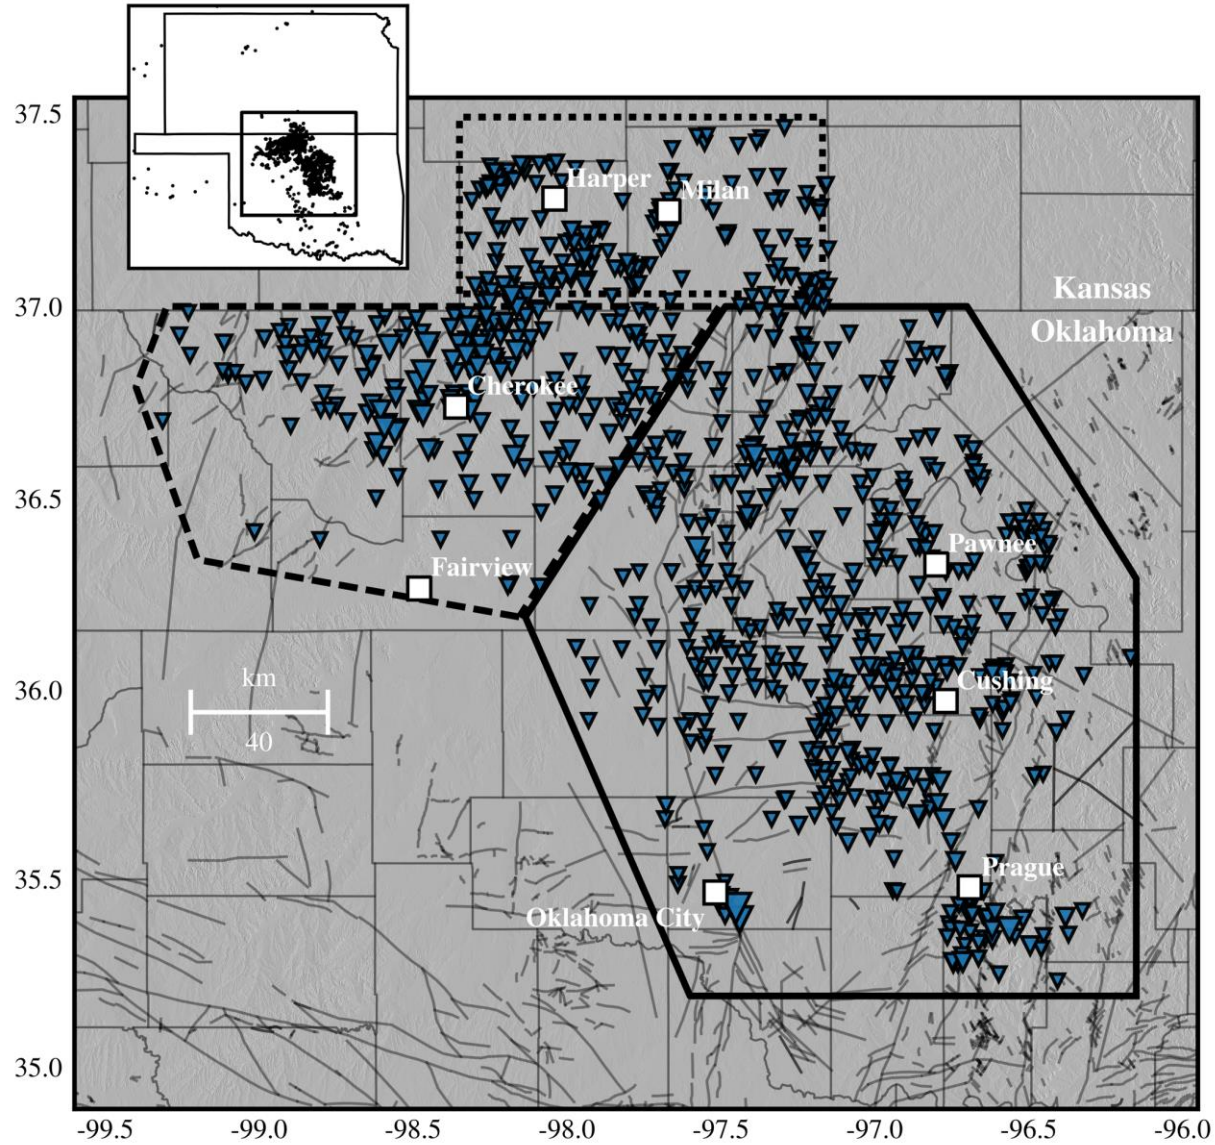 37.5
Harper
Milan
37.0
Kansas
Oklahoma
Cherokee
36.5
Pawnee
Fairview
km
40
36.0
Cushing
35.5
Prague
Oklahoma City
35.0
-99.5 -99.0 -98.5 -98.0 -97.5 -97.0 -96.5 -96.0